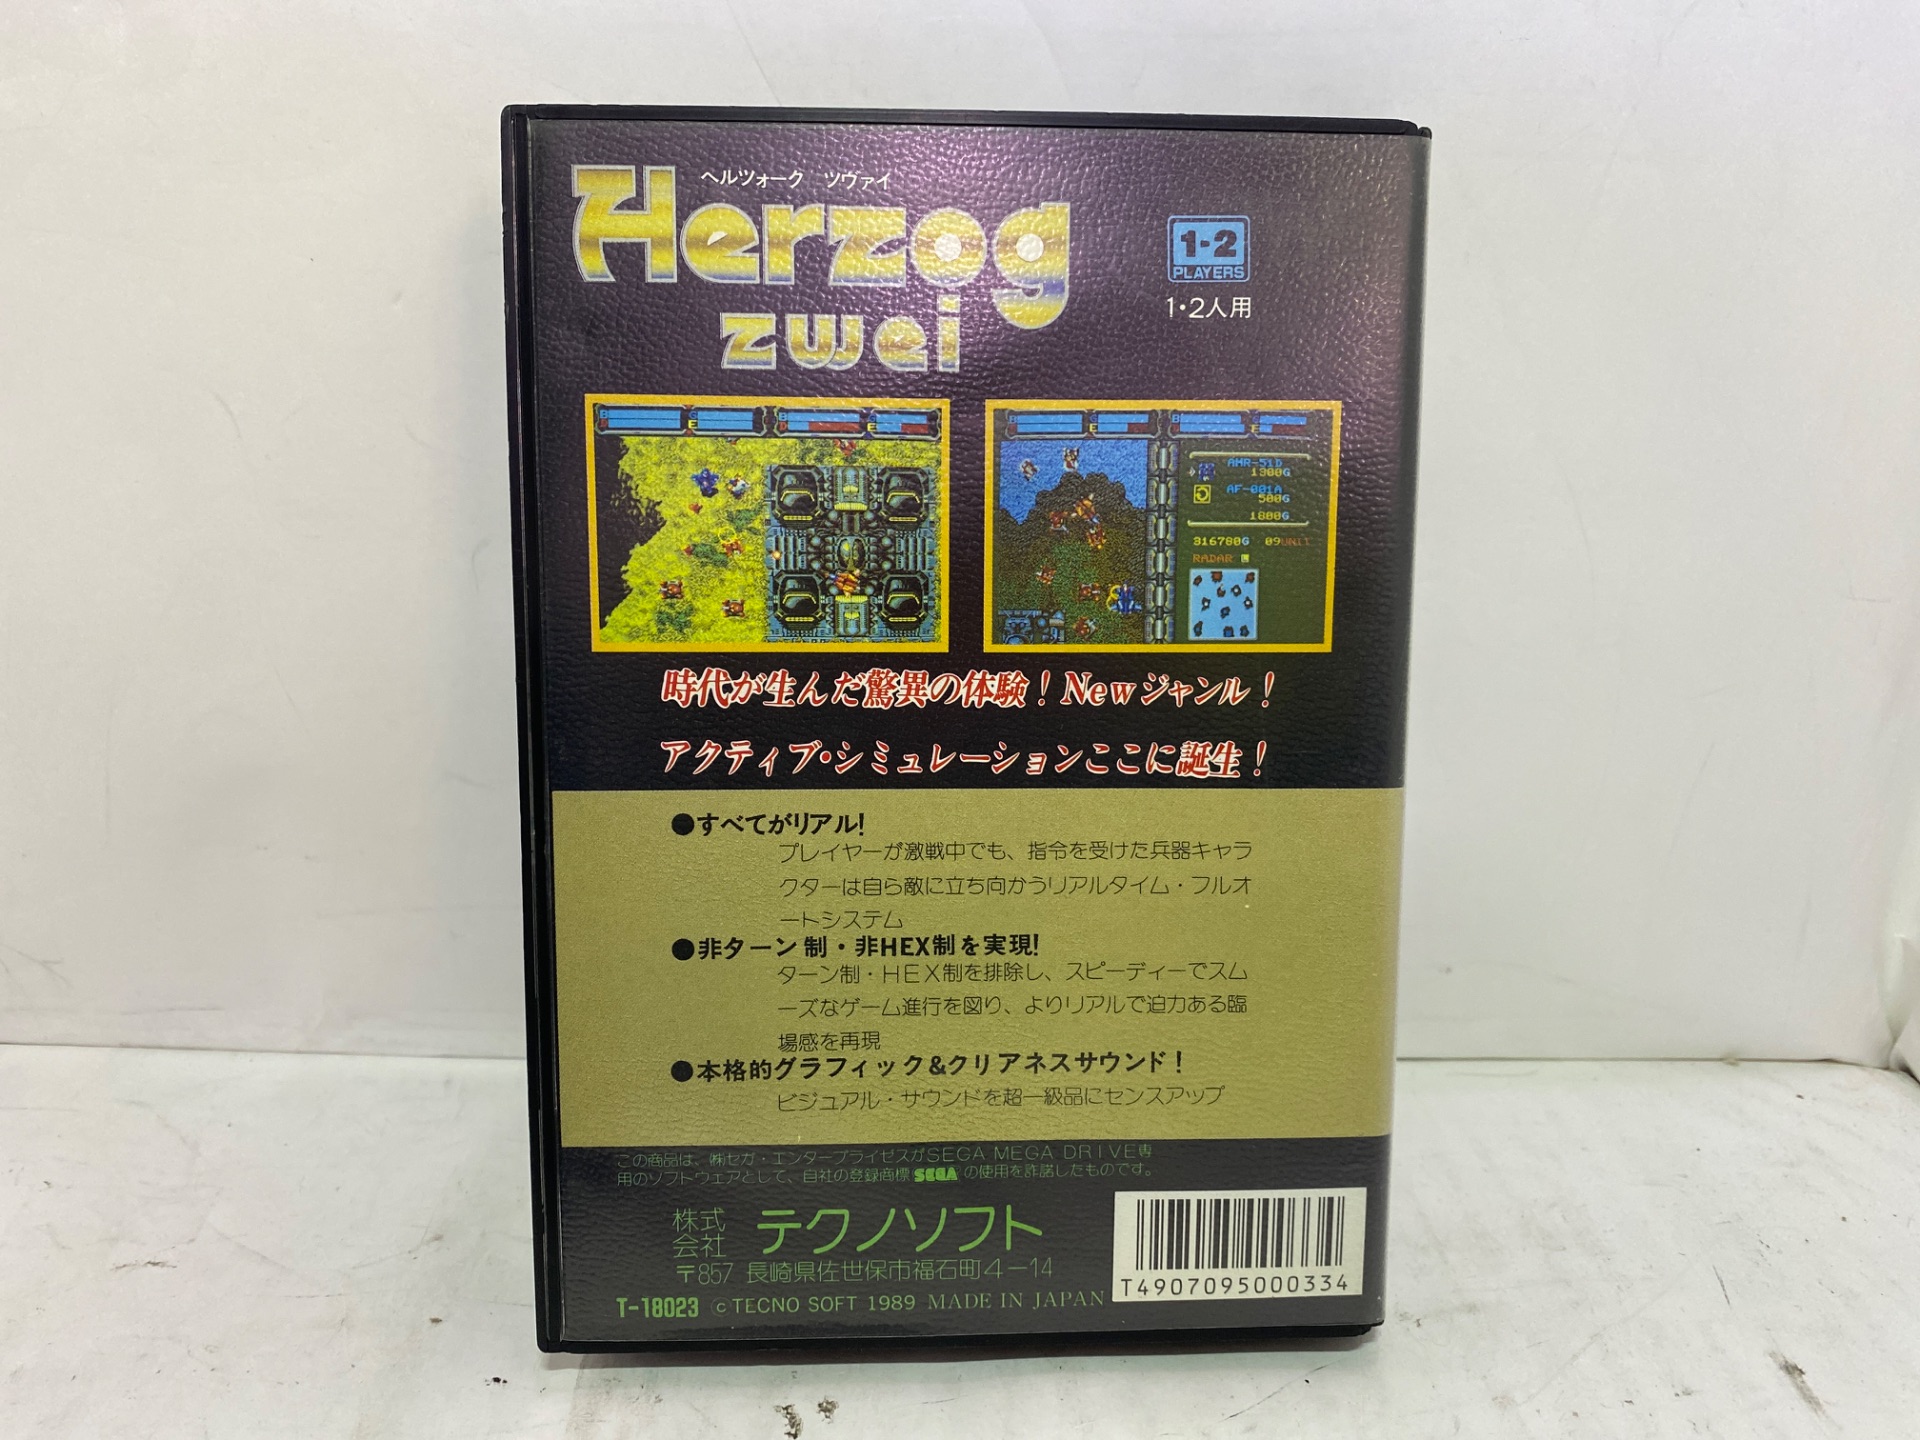 ヘルツォーク ツヴァイ
Herzog
zwei
1-2
PLAYERS
1・2人用
AHR-51D
1300G
AF-001A
500G
1800G
316780G 09UNIT
RADAR
時代が生んだ驚異の体験!Newジャンル!
アクティブ・シミュレーションここに誕生!
●すべてがリアル!
プレイヤーが激戦中でも、指令を受けた兵器キャラ
クターは自ら敵に立ち向かうリアルタイム・フルオ
ートシステム
●非ターン制・非HEX制を実現!
ターン制・HEX制を排除し、スピーディーでスム
ーズなゲーム進行を図り、よりリアルで迫力ある臨
場感を再現
●本格的グラフィック&クリアネスサウンド!
ビジュアル・サウンドを超一級品にセンスアップ
この商品は、㈱セガ・エンタープライゼスがSEGA MEGA DRIVE専
用のソフトウェアとして、自社の登録商標SEGAの使用を許諾したものです。
株式会社 テクノソフト
〒857 長崎県佐世保市福石町4-14
T-18023 ©TECNO SOFT 1989 MADE IN JAPAN
T4907095000334